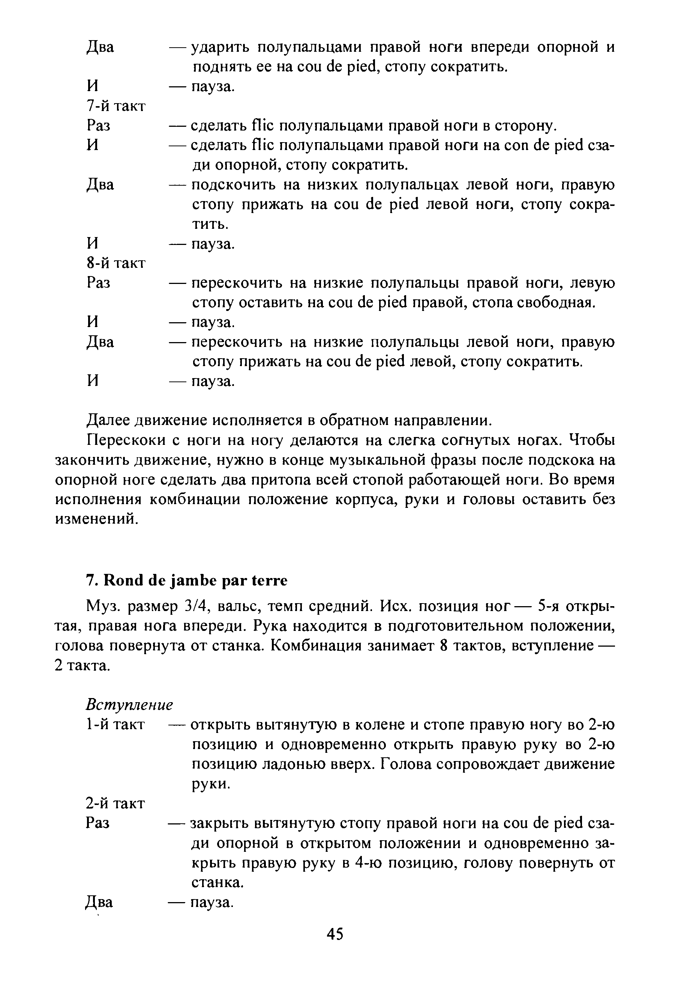 Два — ударить полупальцами правой ноги впереди опорной и
поднять ее на cou de pied, стопу сократить.
И — пауза.
7-й такт
Раз — сделать flic полупальцами правой ноги в сторону.
И — сделать flic полупальцами правой ноги на con de pied сза-
ди опорной, стопу сократить.
Два — подскочить на низких полупальцах левой ноги, правую
стопу прижать на cou de pied левой ноги, стопу сокра-
тить.
И — пауза.
8-й такт
Раз — перескочить на низкие полупальцы правой ноги, левую
стопу оставить на cou de pied правой, стопа свободная.
И — пауза.
Два — перескочить на низкие полупальцы левой ноги, правую
стопу прижать на cou de pied левой, стопу сократить.
И — пауза.
Далее движение исполняется в обратном направлении.
Перескоки с ноги на ногу делаются на слегка согнутых ногах. Чтобы
закончить движение, нужно в конце музыкальной фразы после подскока на
опорной ноге сделать два притопа всей стопой работающей ноги. Во время
исполнения комбинации положение корпуса, руки и головы оставить без
изменений.
7. Rond de jambe par terre
Муз. размер 3/4, вальс, темп средний. Исх. позиция ног — 5-я откры-
тая, правая нога впереди. Рука находится в подготовительном положении,
голова повернута от станка. Комбинация занимает 8 тактов, вступление —
2 такта.
Вступление
1-й такт — открыть вытянутую в колене и стопе правую ногу во 2-ю
позицию и одновременно открыть правую руку во 2-ю
позицию ладонью вверх. Голова сопровождает движение
руки.
2-й такт
Раз — закрыть вытянутую стопу правой ноги на cou de pied сза-
ди опорной в открытом положении и одновременно за-
крыть правую руку в 4-ю позицию, голову повернуть от
станка.
Два — пауза.
45